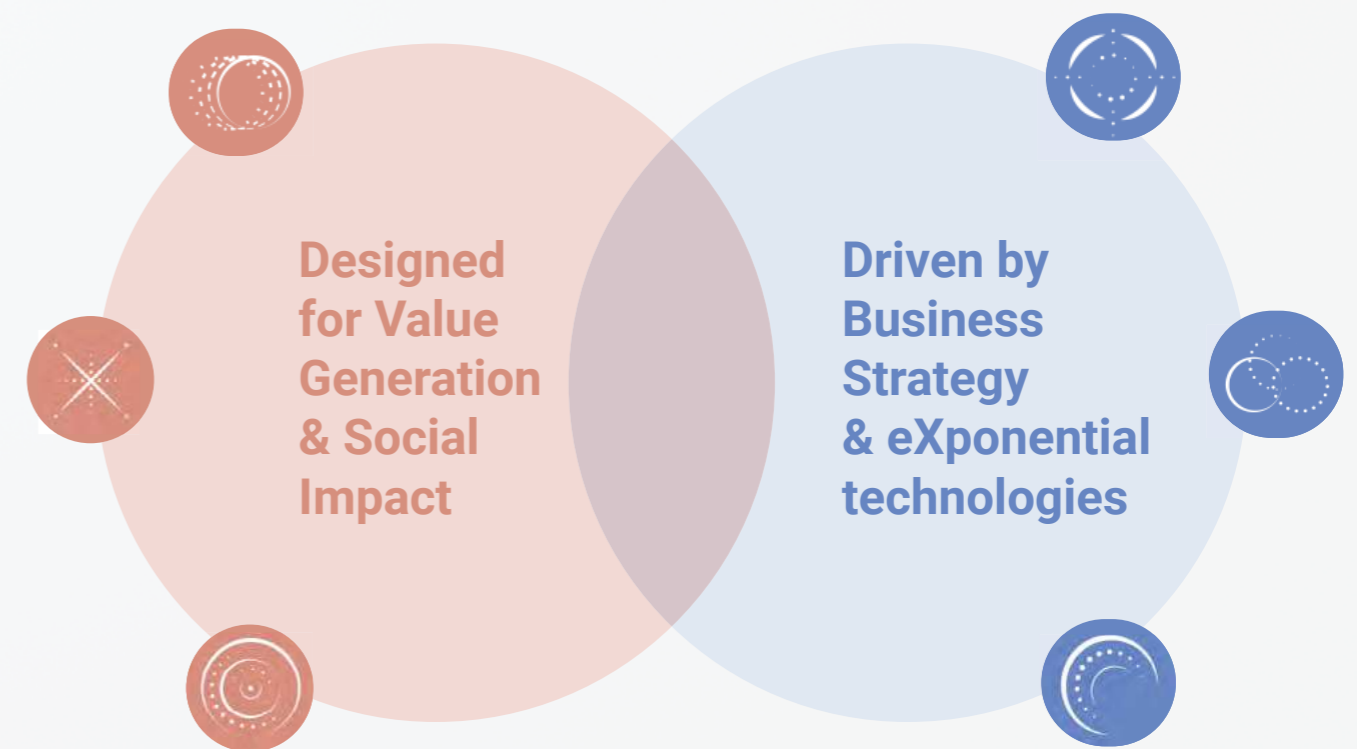 Designed
for Value
Generation
& Social
Impact
Driven by
Business
Strategy
& eXponential
technologies